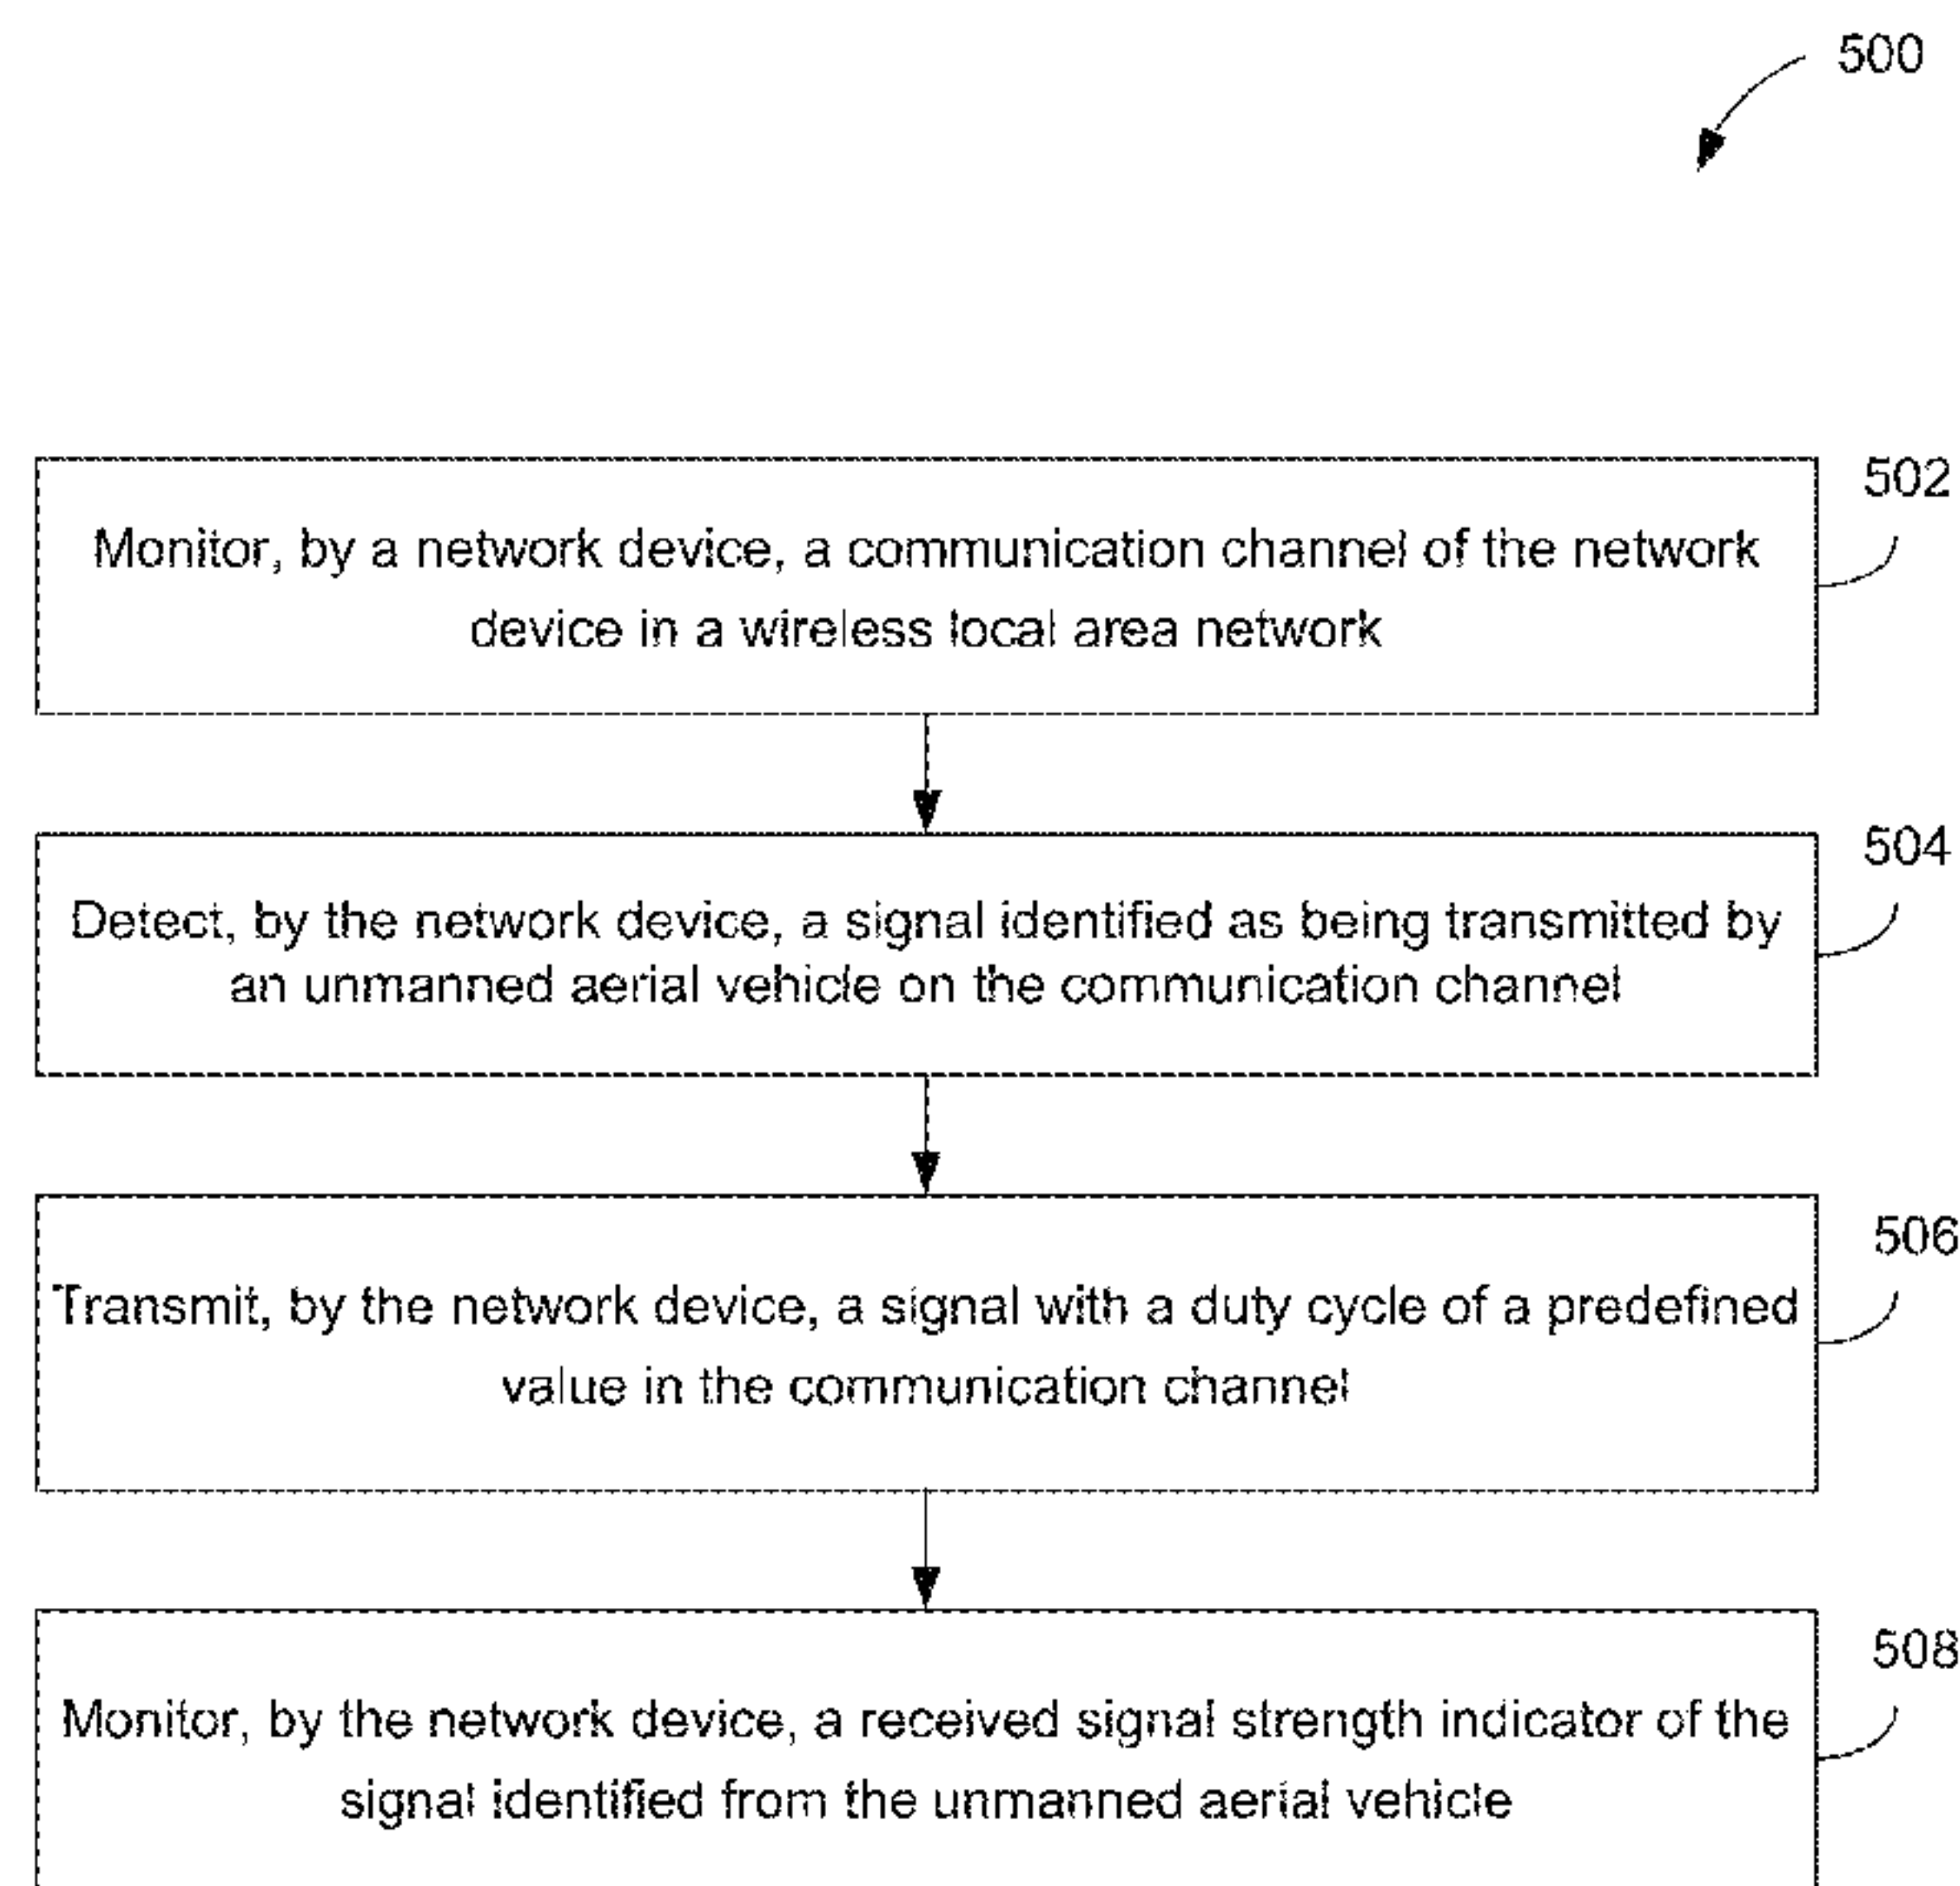 500
502
Monitor, by a network device, a communication channel of the network
device in a wireless local area network
504
Detect, by the network device, a signal identified as being transmitted by
an unmanned aerial vehicle on the communication channel
506
Transmit, by the network device, a signal with a duty cycle of a predefined
value in the communication channel
508
Monitor, by the network device, a received signal strength indicator of the
signal identified from the unmanned aerial vehicle